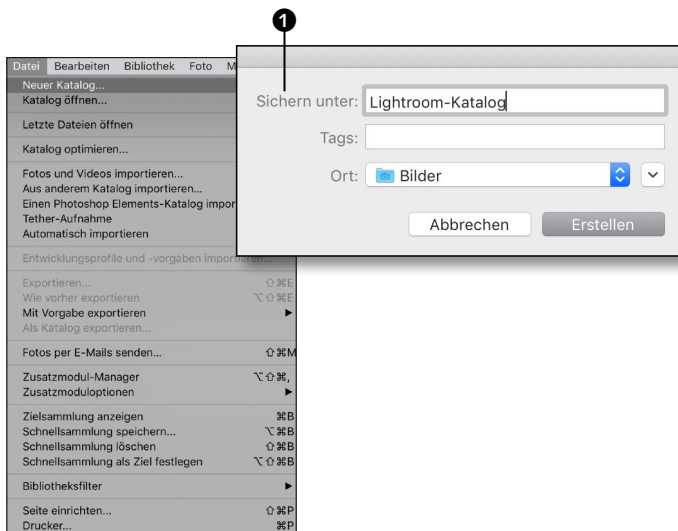 1
Datei Bearbeiten Bibliothek Foto M
Neuer Katalog...
Katalog öffnen...
Letzte Dateien öffnen
Katalog optimieren...
Fotos und Videos importieren...
Aus anderem Katalog importieren...
Einen Photoshop Elements-Katalog impor
Tether-Aufnahme
Automatisch importieren
Entwicklungsprofile und -vorgaben importieren...
Exportieren... ⇧⌘E
Wie vorher exportieren ⌥⇧⌘E
Mit Vorgabe exportieren ▶
Als Katalog exportieren...
Fotos per E-Mails senden... ⇧⌘M
Zusatzmodul-Manager ⌥⇧⌘,
Zusatzmoduloptionen ▶
Zielsammlung anzeigen ⌘B
Schnellsammlung speichern... ⌥⌘B
Schnellsammlung löschen ⇧⌘B
Schnellsammlung als Ziel festlegen ⌥⇧⌘B
Bibliotheksfilter ▶
Seite einrichten... ⇧⌘P
Drucker... ⌘P
Sichern unter: Lightroom-Katalog
Tags:
Ort: Bilder
Abbrechen Erstellen